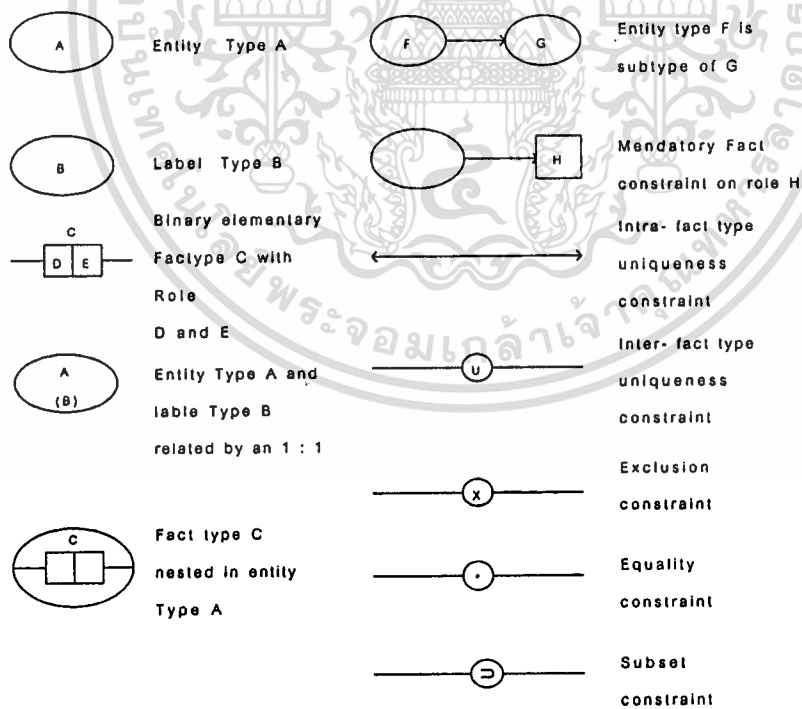 A
Entity Type A
B
Label Type B
C
D E
Binary elementary
Factype C with
Role
D and E
A
(B)
Entity Type A and
lable Type B
related by an 1 : 1
C
Fact type C
nested in entity
Type A
F
G
Entity type F is
subtype of G
H
Mendatory Fact
constraint on role H
Intra- fact type
uniqueness
constraint
U
Inter- fact type
uniqueness
constraint
X
Exclusion
constraint
Equality
constraint
⊃
Subset
constraint